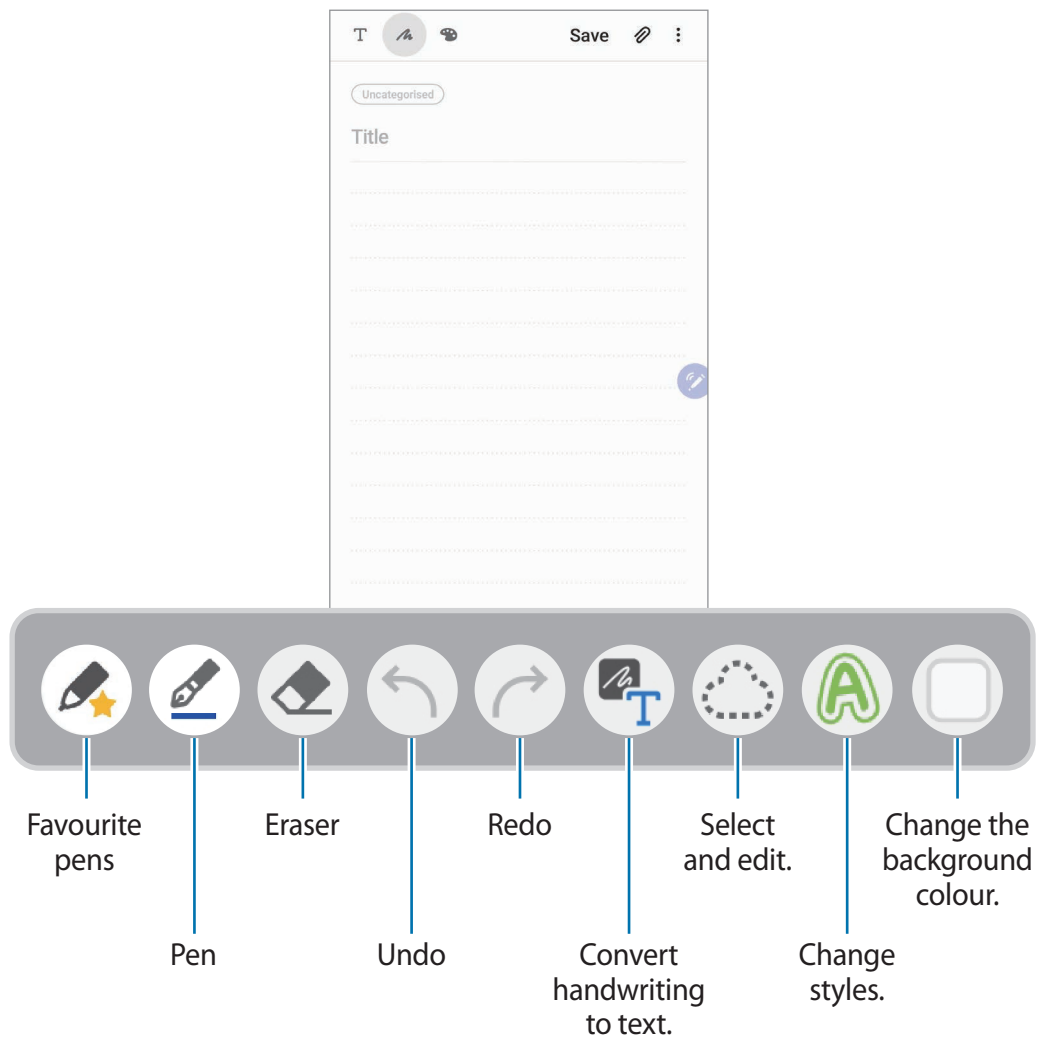 T
Save
Uncategorised
Title
T
A
Favourite
pens
Eraser
Redo
Select
and edit.
Change the
background
colour.
Pen
Undo
Convert
handwriting
to text.
Change
styles.